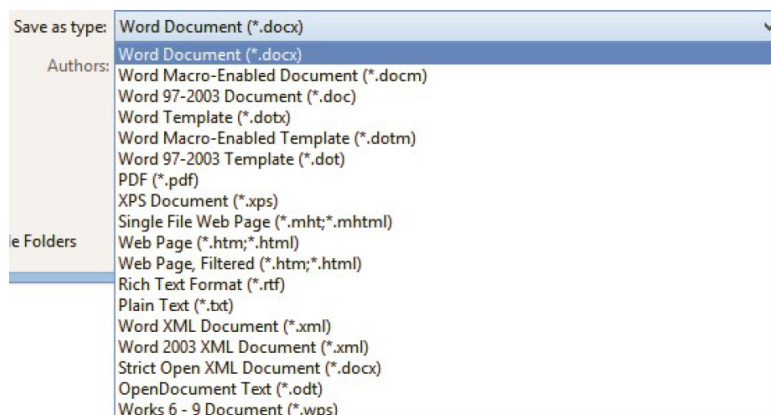 Save as type: Word Document (*.docx)
Authors:
Word Document (*.docx)
Word Macro-Enabled Document (*.docm)
Word 97-2003 Document (*.doc)
Word Template (*.dotx)
Word Macro-Enabled Template (*.dotm)
Word 97-2003 Template (*.dot)
PDF (*.pdf)
XPS Document (*.xps)
Single File Web Page (*.mht;*.mhtml)
le Folders
Web Page (*.htm;*.html)
Web Page, Filtered (*.htm;*.html)
Rich Text Format (*.rtf)
Plain Text (*.txt)
Word XML Document (*.xml)
Word 2003 XML Document (*.xml)
Strict Open XML Document (*.docx)
OpenDocument Text (*.odt)
Works 6 - 9 Document (*.wps)